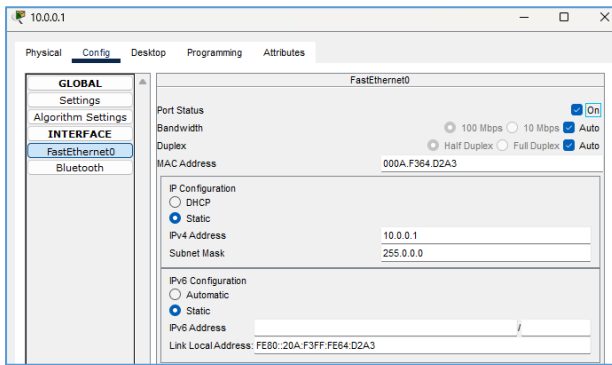 10.0.0.1
Physical Config Desktop Programming Attributes
GLOBAL
Settings
Algorithm Settings
INTERFACE
FastEthernet0
Bluetooth
FastEthernet0
Port Status On
Bandwidth 100 Mbps 10 Mbps Auto
Duplex Half Duplex Full Duplex Auto
MAC Address 000A.F364.D2A3
IP Configuration
DHCP
Static
IPv4 Address 10.0.0.1
Subnet Mask 255.0.0.0
IPv6 Configuration
Automatic
Static
IPv6 Address /
Link Local Address: FE80::20A:F3FF:FE64:D2A3